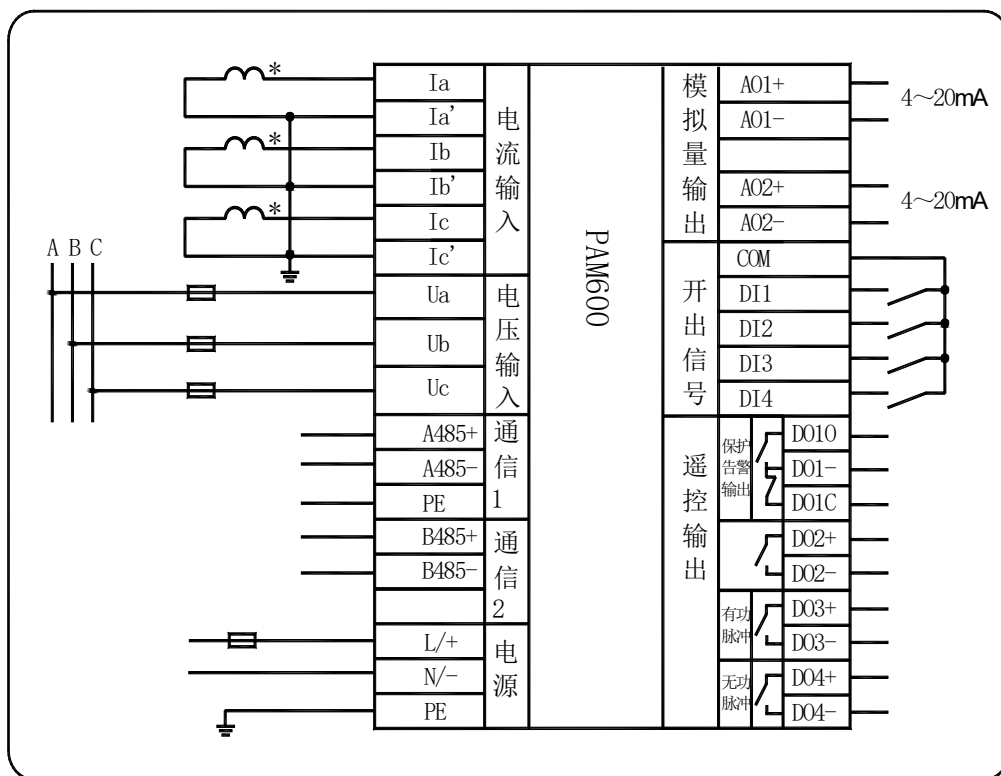 *
*
*
A B C
Ia
Ia'
Ib
Ib'
Ic
Ic'
电流输入
Ua
Ub
Uc
电压输入
A485+
A485-
PE
通信1
B485+
B485-
通信2
L/+
N/-
PE
电源
PAM600
模拟量输出
AO1+
AO1-
AO2+
AO2-
4～20mA
4～20mA
开出信号
COM
DI1
DI2
DI3
DI4
遥控输出
保护
告警
输出
DO1O
DO1-
DO1C
DO2+
DO2-
有功
脉冲
DO3+
DO3-
无功
脉冲
DO4+
DO4-